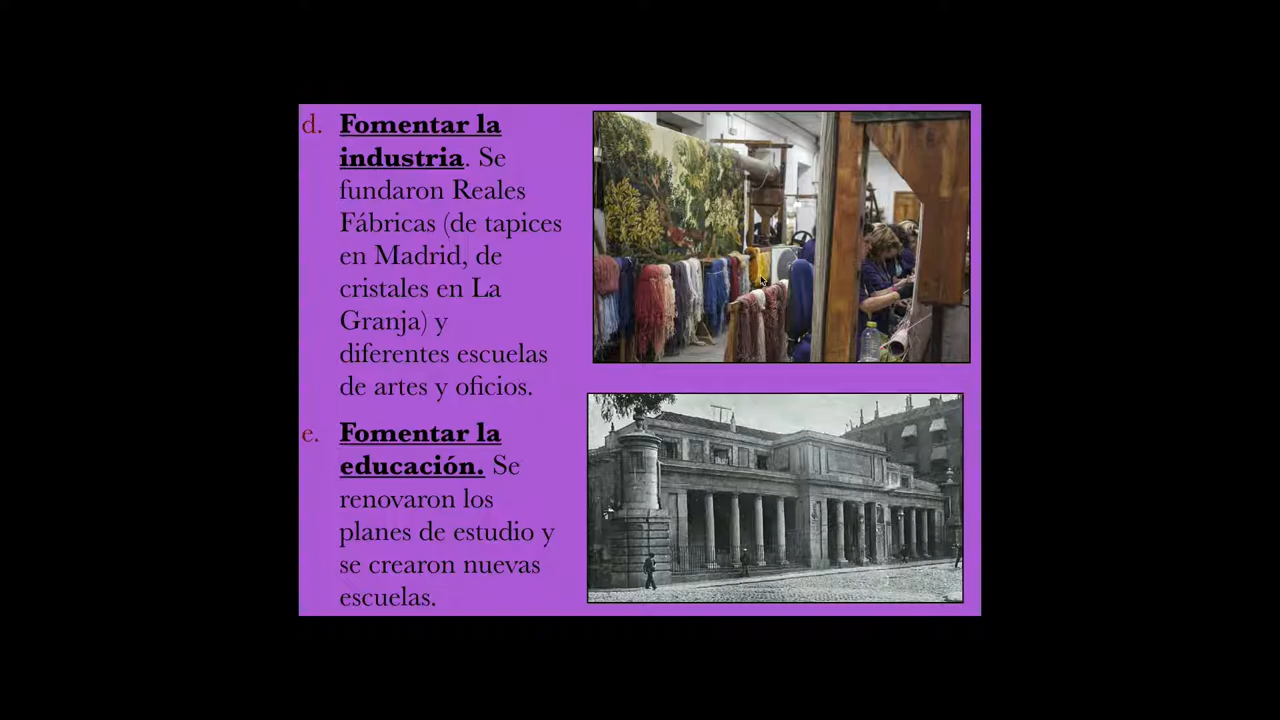 d. Fomentar la
industria. Se
fundaron Reales
Fábricas (de tapices
en Madrid, de
cristales en La
Granja) y
diferentes escuelas
de artes y oficios.
e. Fomentar la
educación. Se
renovaron los
planes de estudio y
se crearon nuevas
escuelas.